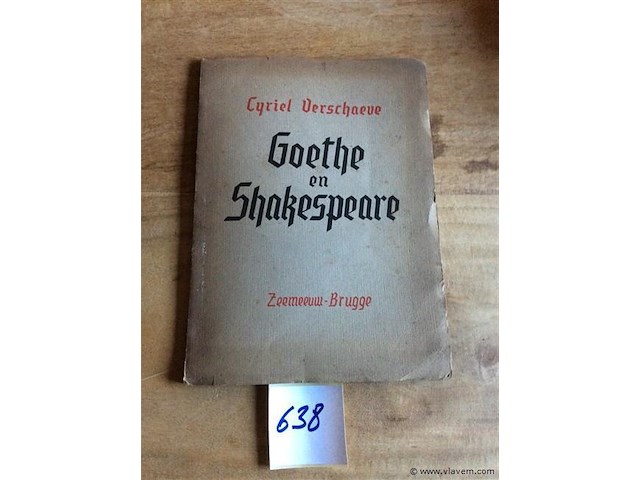 Cyriel Verschaeve
Goethe
en
Shakespeare
Zeemeeuw-Brugge
638
© www.vlavem.com